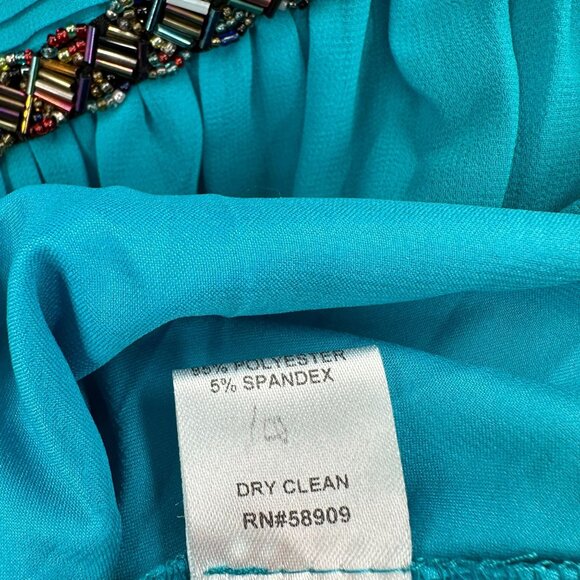 95% POLYESTER
5% SPANDEX
DRY CLEAN
RN#58909